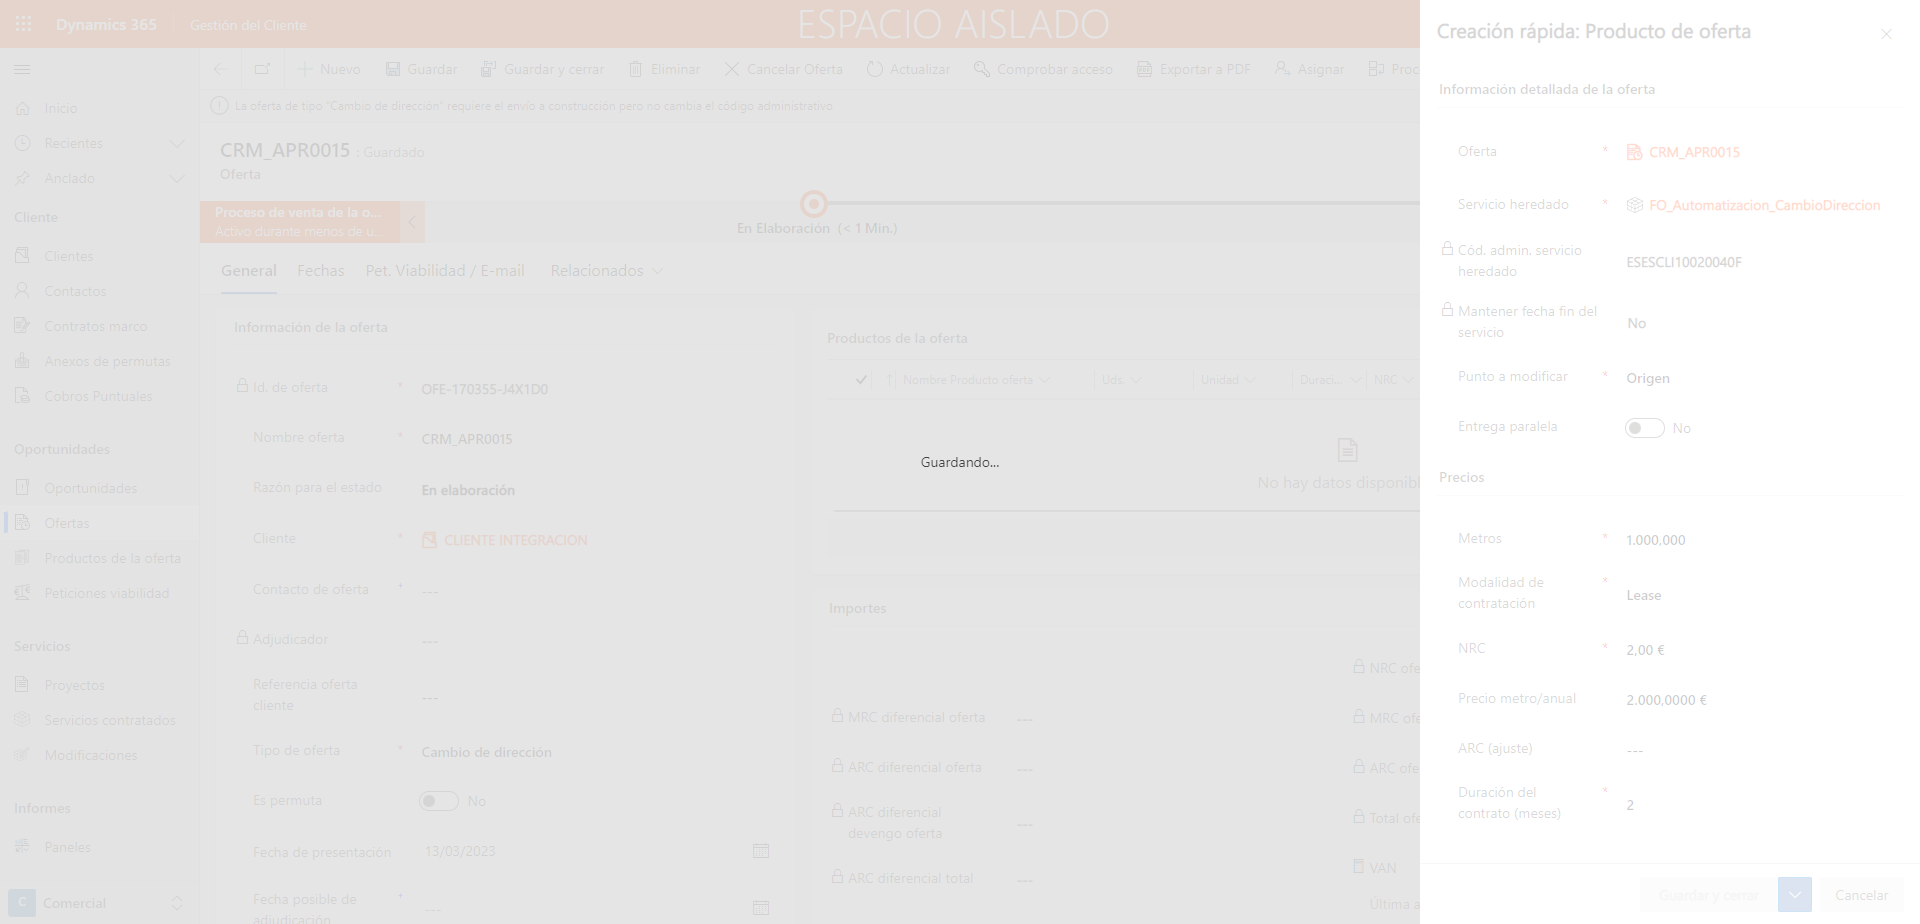 Dynamics 365
Gestión del Cliente
ESPACIO AISLADO
Nuevo
Guardar
Guardar y cerrar
Eliminar
Cancelar Oferta
Actualizar
Comprobar acceso
Exportar a PDF
Asignar
Proc
La oferta de tipo "Cambio de dirección" requiere el envío a construcción pero no cambia el código administrativo
Inicio
Recientes
Anclado
Cliente
Clientes
Contactos
Contratos marco
Anexos de permutas
Cobros Puntuales
Oportunidades
Oportunidades
Ofertas
Productos de la oferta
Peticiones viabilidad
Servicios
Proyectos
Servicios contratados
Modificaciones
Informes
Paneles
C Comercial
CRM_APR0015 : Guardado
Oferta
Proceso de venta de la o...
Activo durante menos de u...
En Elaboración (< 1 Min.)
General
Fechas
Pet. Viabilidad / E-mail
Relacionados
Información de la oferta
Id. de oferta * OFE-170355-J4X1D0
Nombre oferta * CRM_APR0015
Razón para el estado En elaboración
Cliente * CLIENTE INTEGRACION
Contacto de oferta * ---
Adjudicador ---
Referencia oferta
cliente ---
Tipo de oferta * Cambio de dirección
Es permuta No
Fecha de presentación 13/03/2023
Fecha posible de * ---
adjudicación
Productos de la oferta
Nombre Producto oferta
Uds.
Unidad
Duraci...
NRC
Guardando...
No hay datos disponibl
Importes
NRC ofe
MRC diferencial oferta ---
MRC ofe
ARC diferencial oferta ---
ARC ofe
ARC diferencial
devengo oferta ---
Total ofe
ARC diferencial total ---
VAN
Última a
Creación rápida: Producto de oferta
Información detallada de la oferta
Oferta * CRM_APR0015
Servicio heredado * FO_Automatizacion_CambioDireccion
Cód. admin. servicio
heredado ESESCLI10020040F
Mantener fecha fin del
servicio No
Punto a modificar * Origen
Entrega paralela No
Precios
Metros * 1.000,000
Modalidad de *
contratación Lease
NRC * 2,00 €
Precio metro/anual 2.000,0000 €
ARC (ajuste) ---
Duración del *
contrato (meses) 2
Guardar y cerrar
Cancelar